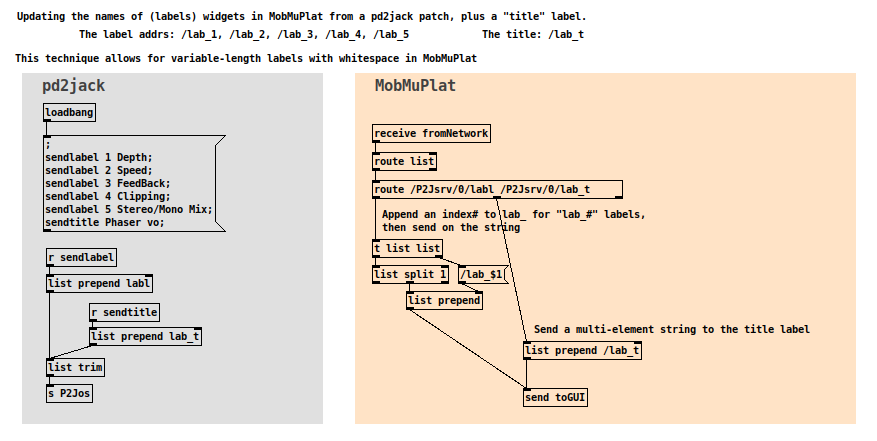 Updating the names of (labels) widgets in MobMuPlat from a pd2jack patch, plus a "title" label.
The label addrs: /lab_1, /lab_2, /lab_3, /lab_4, /lab_5
The title: /lab_t
This technique allows for variable-length labels with whitespace in MobMuPlat
pd2jack
loadbang
;
sendlabel 1 Depth;
sendlabel 2 Speed;
sendlabel 3 FeedBack;
sendlabel 4 Clipping;
sendlabel 5 Stereo/Mono Mix;
sendtitle Phaser vo;
r sendlabel
list prepend labl
r sendtitle
list prepend lab_t
list trim
s P2Jos
MobMuPlat
receive fromNetwork
route list
route /P2Jsrv/0/labl /P2Jsrv/0/lab_t
Append an index# to lab_ for "lab_#" labels,
then send on the string
t list list
list split 1
/lab_$1
list prepend
Send a multi-element string to the title label
list prepend /lab_t
send toGUI